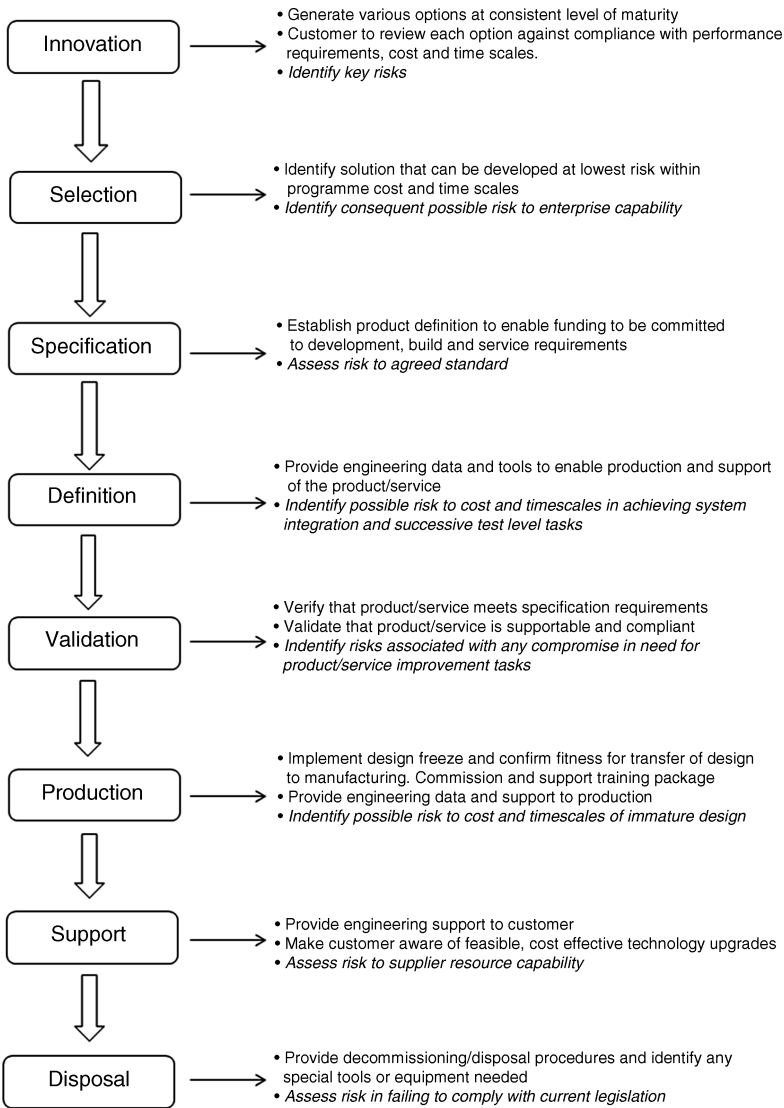 Innovation
• Generate various options at consistent level of maturity
• Customer to review each option against compliance with performance
requirements, cost and time scales.
• Identify key risks
Selection
• Identify solution that can be developed at lowest risk within
programme cost and time scales
• Identify consequent possible risk to enterprise capability
Specification
• Establish product definition to enable funding to be committed
to development, build and service requirements
• Assess risk to agreed standard
Definition
• Provide engineering data and tools to enable production and support
of the product/service
• Indentify possible risk to cost and timescales in achieving system
integration and successive test level tasks
Validation
• Verify that product/service meets specification requirements
• Validate that product/service is supportable and compliant
• Indentify risks associated with any compromise in need for
product/service improvement tasks
Production
• Implement design freeze and confirm fitness for transfer of design
to manufacturing. Commission and support training package
• Provide engineering data and support to production
• Indentify possible risk to cost and timescales of immature design
Support
• Provide engineering support to customer
• Make customer aware of feasible, cost effective technology upgrades
• Assess risk to supplier resource capability
Disposal
• Provide decommissioning/disposal procedures and identify any
special tools or equipment needed
• Assess risk in failing to comply with current legislation